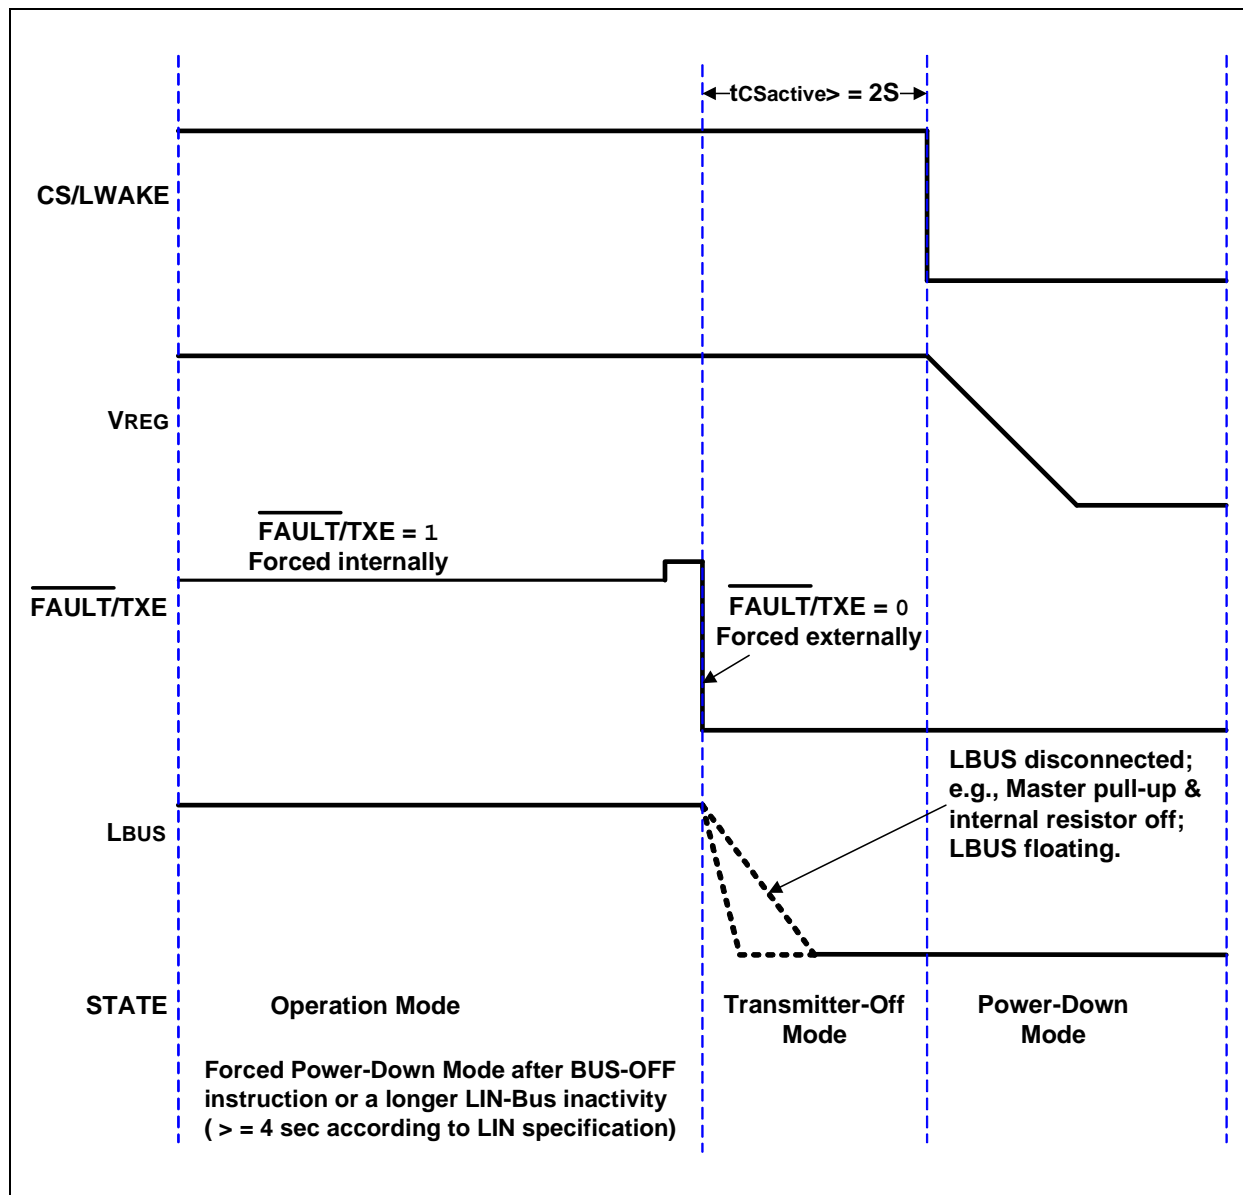 tCSactive> = 2S
CS/LWAKE
VREG
FAULT/TXE = 1
Forced internally
FAULT/TXE
FAULT/TXE = 0
Forced externally
LBUS disconnected;
e.g., Master pull-up &
internal resistor off;
LBUS floating.
LBUS
STATE
Operation Mode
Transmitter-Off
Mode
Power-Down
Mode
Forced Power-Down Mode after BUS-OFF
instruction or a longer LIN-Bus inactivity
( > = 4 sec according to LIN specification)